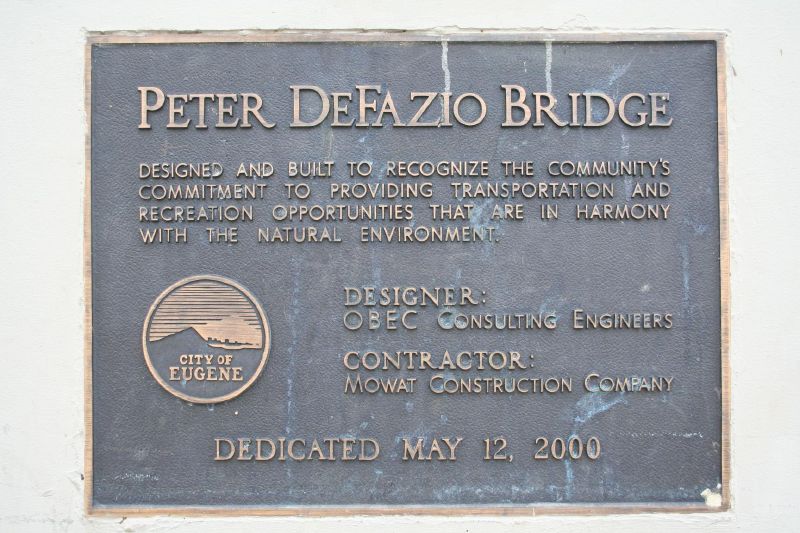 PETER DEFAZIO BRIDGE
DESIGNED AND BUILT TO RECOGNIZE THE COMMUNITY'S
COMMITMENT TO PROVIDING TRANSPORTATION AND
RECREATION OPPORTUNITIES THAT ARE IN HARMONY
WITH THE NATURAL ENVIRONMENT.
CITY OF
EUGENE
DESIGNER:
OBEC CONSULTING ENGINEERS
CONTRACTOR:
MOWAT CONSTRUCTION COMPANY
DEDICATED MAY 12, 2000